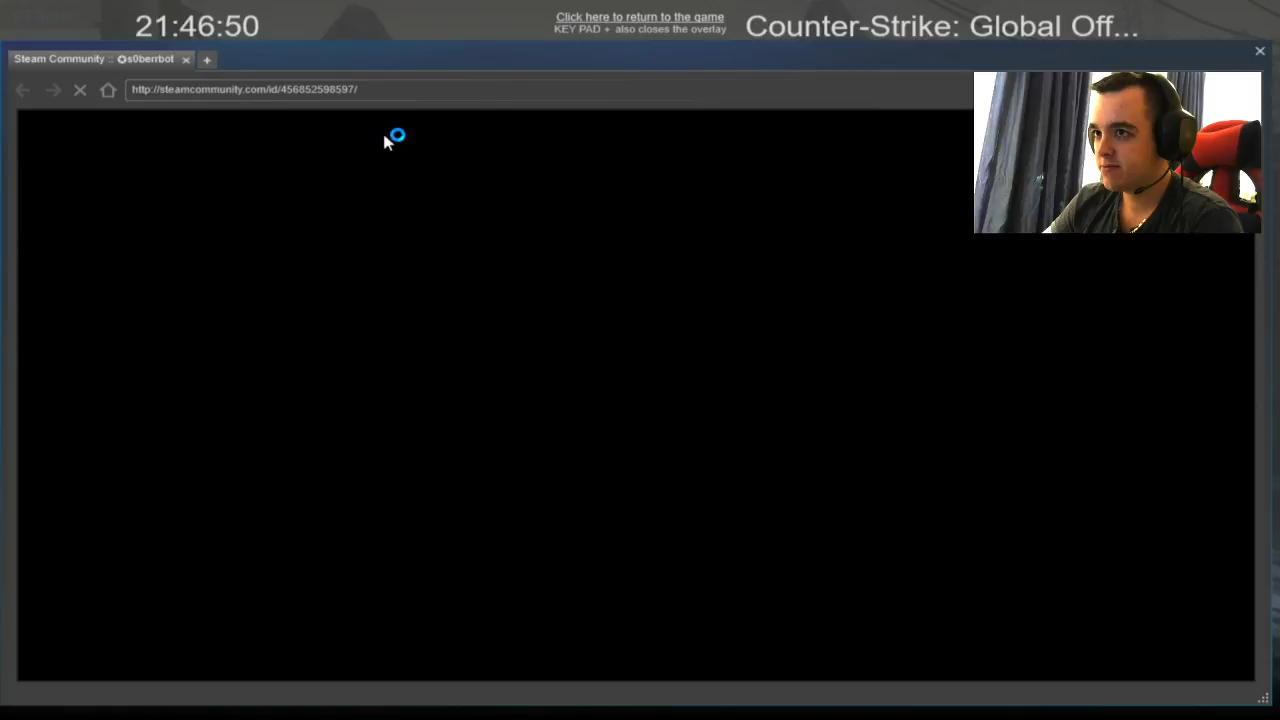 21:46:50
Click here to return to the game
KEY PAD + also closes the overlay
Counter-Strike: Global Off...
Steam Community :: ✪s0berrbot
http://steamcommunity.com/id/456852598597/